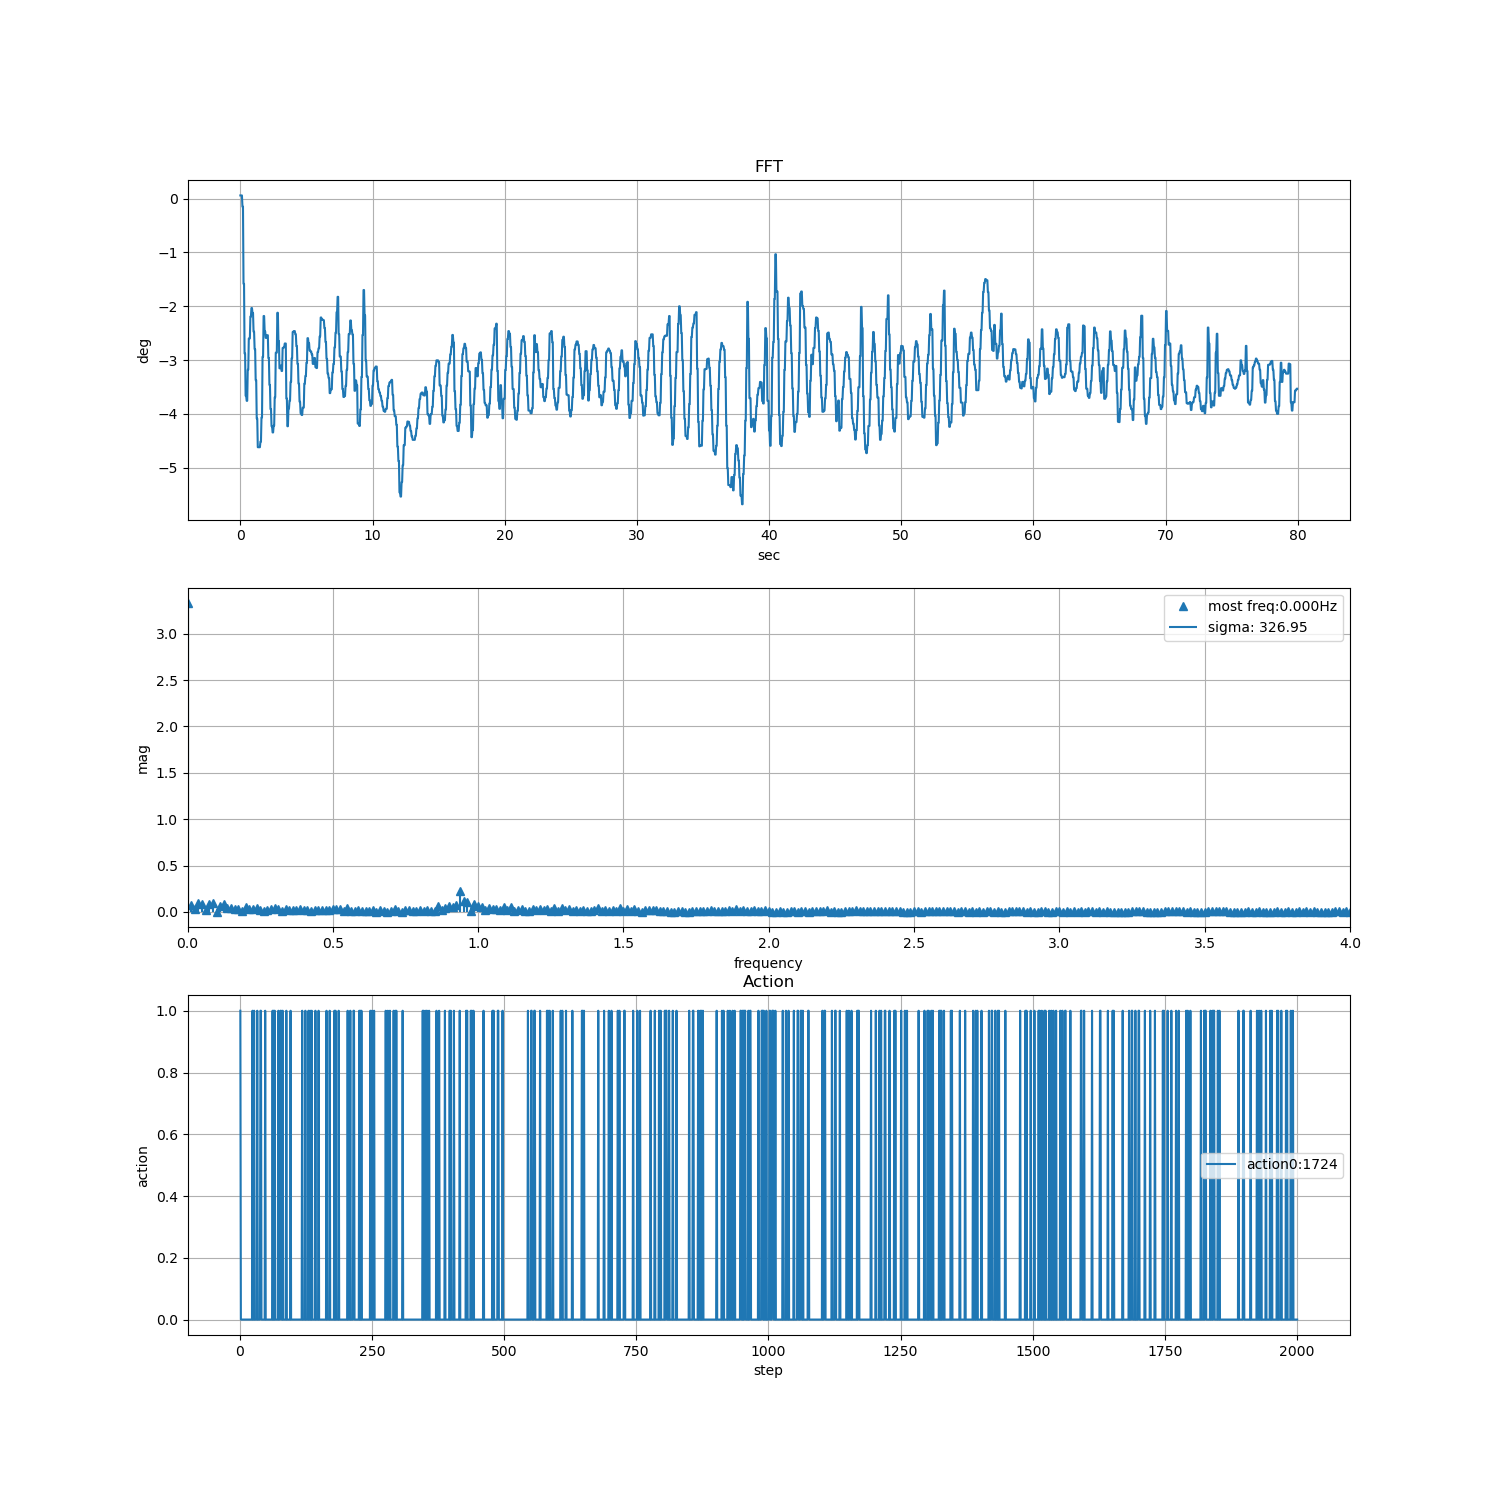 FFT
0
−1
−2
−3
−4
−5
deg
0 10 20 30 40 50 60 70 80
sec
most freq:0.000Hz
sigma: 326.95
3.0
2.5
2.0
1.5
1.0
0.5
0.0
mag
0.0 0.5 1.0 1.5 2.0 2.5 3.0 3.5 4.0
frequency
Action
1.0
0.8
0.6
0.4
0.2
0.0
action
action0:1724
0 250 500 750 1000 1250 1500 1750 2000
step